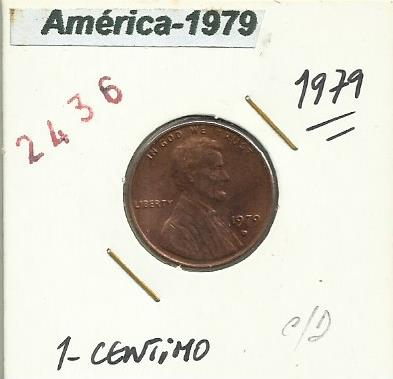 América-1979
2436
1979
IN GOD WE TRUST
LIBERTY
1979
D
1- CENTiMO
C/D